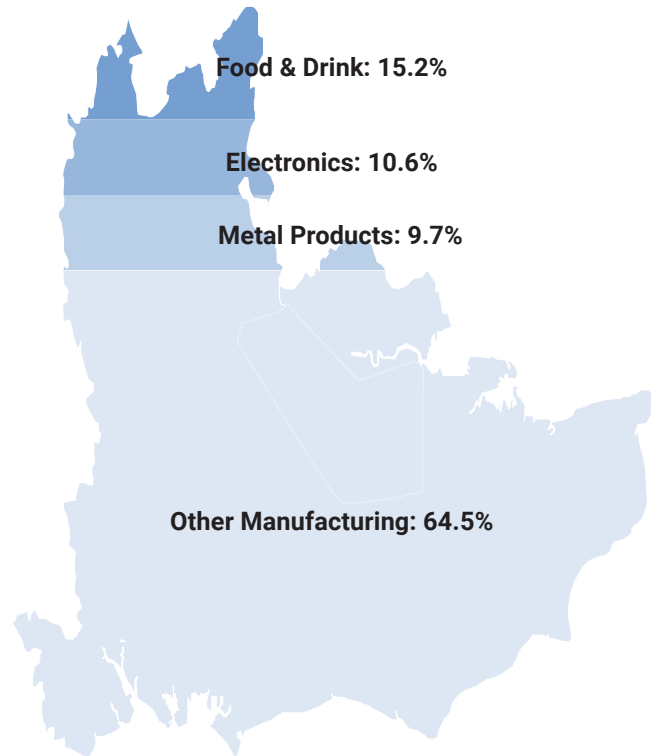 Food & Drink: 15.2%
Electronics: 10.6%
Metal Products: 9.7%
Other Manufacturing: 64.5%